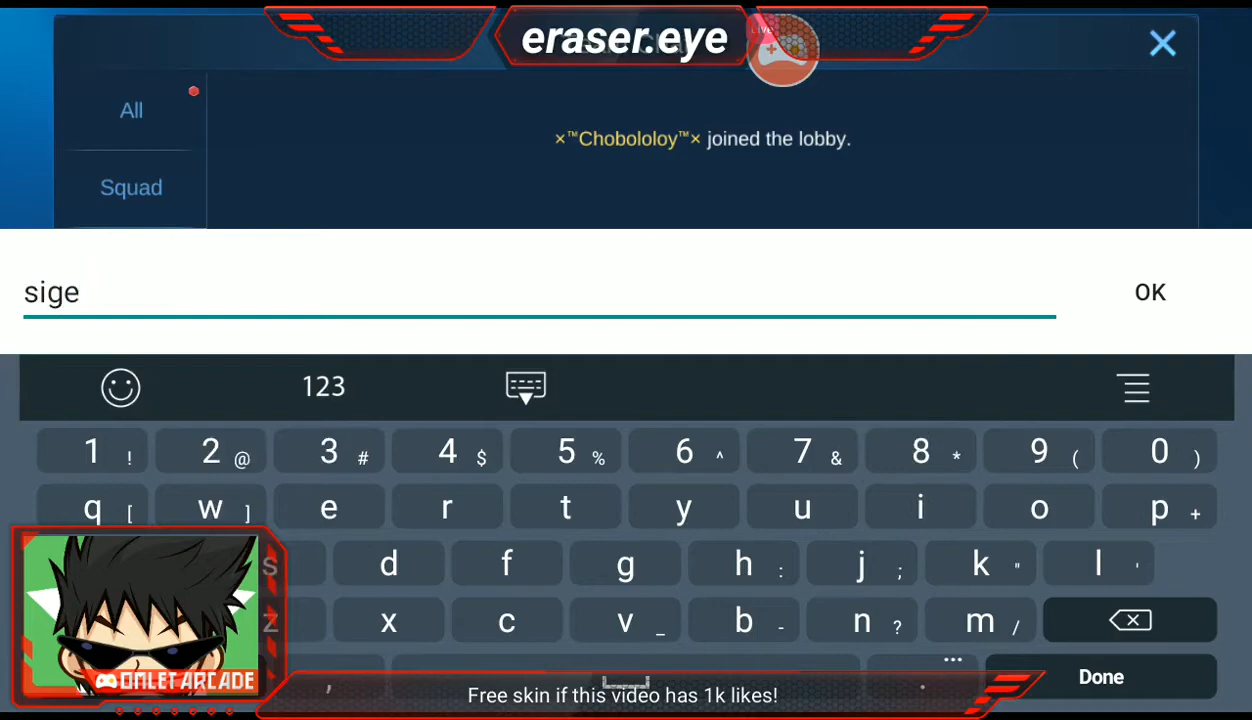 eraser.eye
Live
All
×™Chobololoy™× joined the lobby.
Squad
sige
OK
123
1 ! 2 @ 3 # 4 $ 5 % 6 ^ 7 & 8 * 9 ( 0 )
q [ w ] e r t y u i o p +
s d f g h : j ; k " l '
z x c v _ b - n ? m /
, . ... Done
OMLET ARCADE
Free skin if this video has 1k likes!